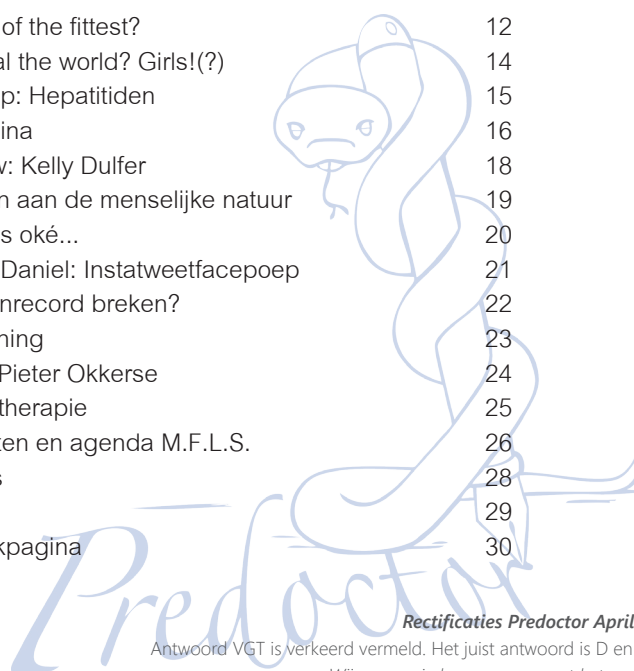 of the fittest? 12
al the world? Girls!(?) 14
p: Hepatitiden 15
ina 16
w: Kelly Dulfer 18
n aan de menselijke natuur 19
s oké... 20
Daniel: Instatweetfacepoep 21
nrecord breken? 22
ning 23
Pieter Okkerse 24
therapie 25
ten en agenda M.F.L.S. 26
s 28
29
kpagina 30
Predoctor
Rectificaties Predoctor April
Antwoord VGT is verkeerd vermeld. Het juist antwoord is D en